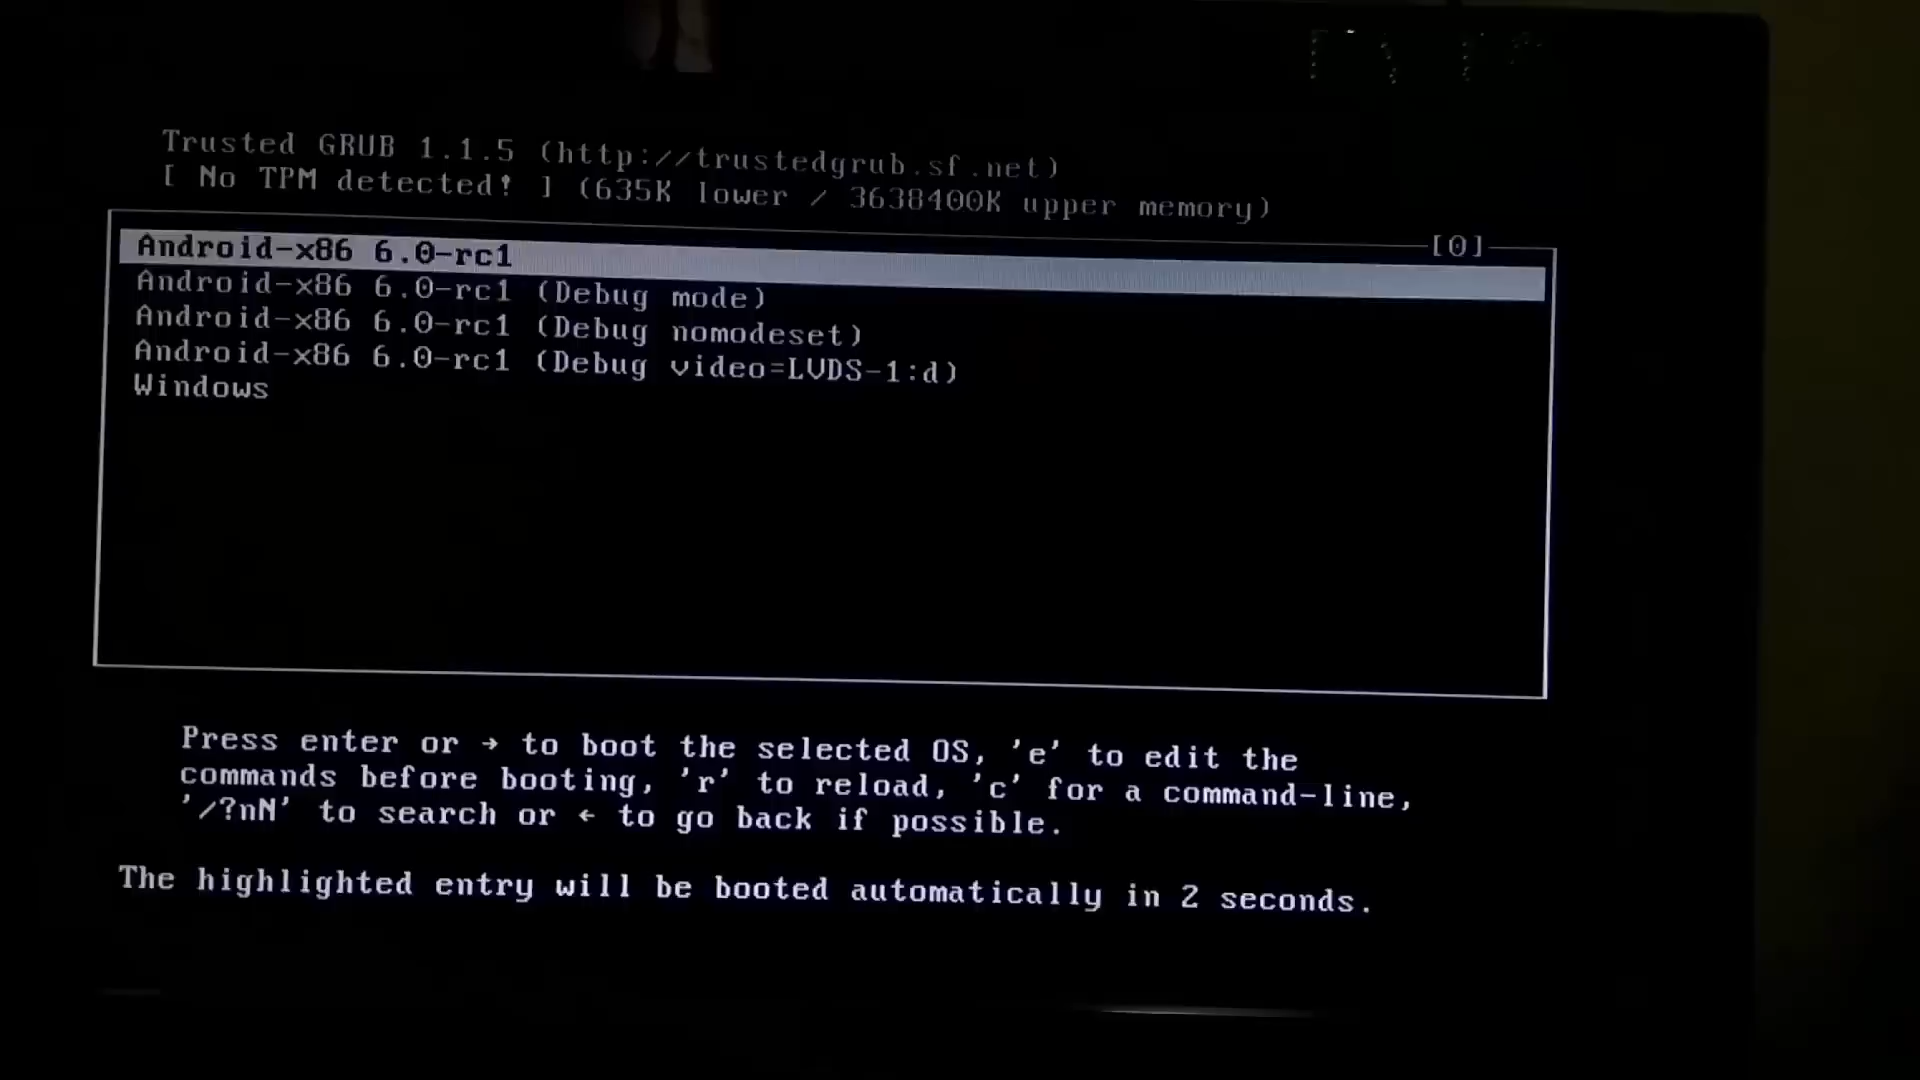 Trusted GRUB 1.1.5 (http://trustedgrub.sf.net)
[ No TPM detected! ] (635K lower / 3638400K upper memory)
[0]
Android-x86 6.0-rc1
Android-x86 6.0-rc1 (Debug mode)
Android-x86 6.0-rc1 (Debug nomodeset)
Android-x86 6.0-rc1 (Debug video=LVDS-1:d)
Windows
Press enter or → to boot the selected OS, 'e' to edit the
commands before booting, 'r' to reload, 'c' for a command-line,
'/?nN' to search or ← to go back if possible.
The highlighted entry will be booted automatically in 2 seconds.